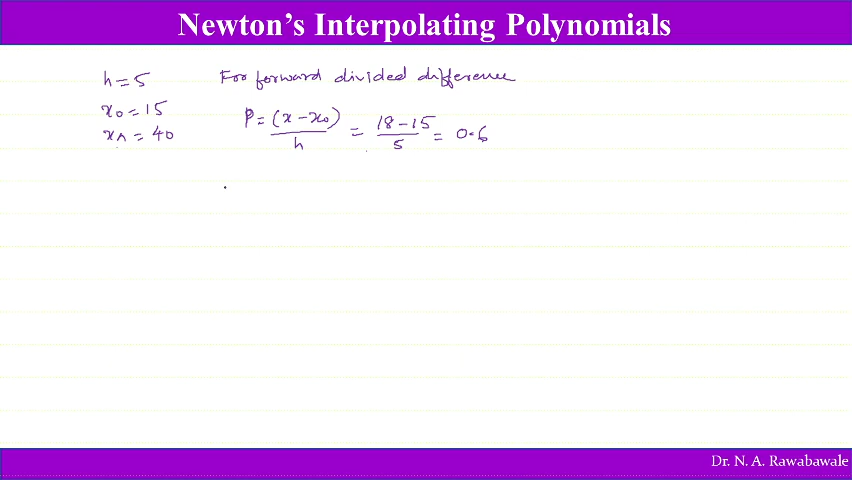 Newton's Interpolating Polynomials
h = 5 For forward divided difference
x0 = 15
xn = 40
P = (x - x0) / h = 18 - 15 / 5 = 0.6
Dr. N. A. Rawabawale